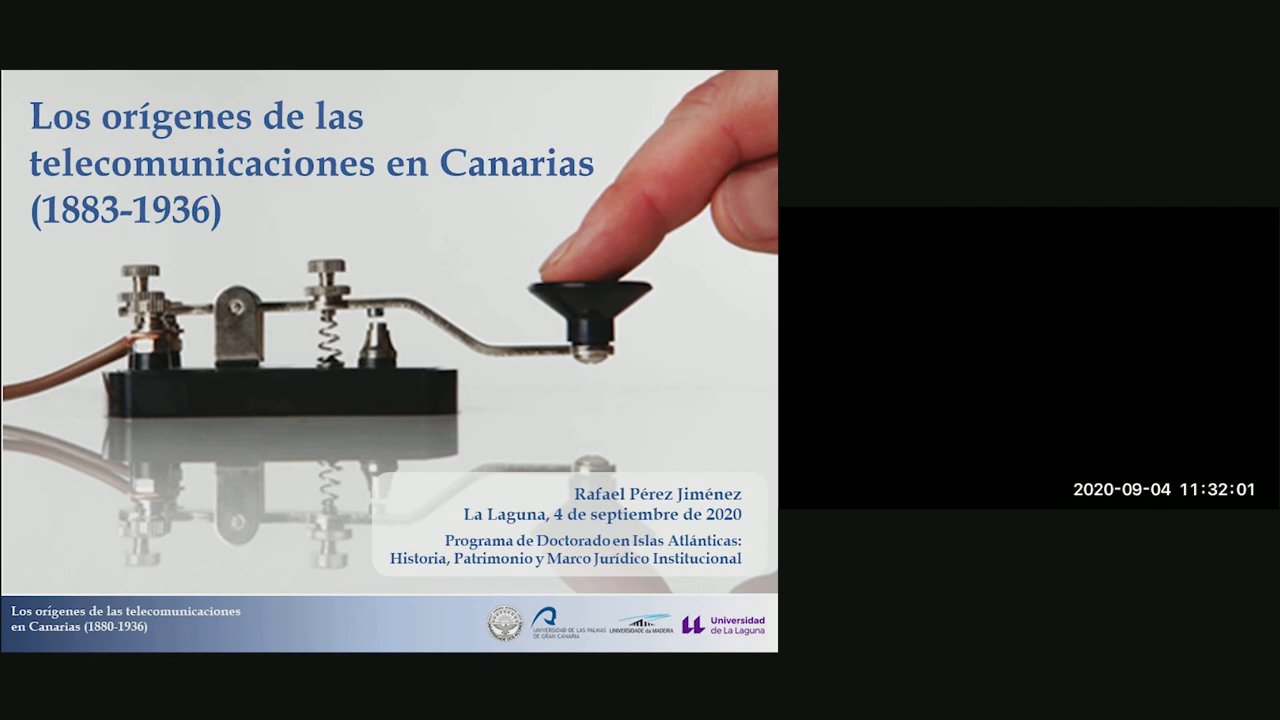 Los orígenes de las
telecomunicaciones en Canarias
(1883-1936)
Rafael Pérez Jiménez
La Laguna, 4 de septiembre de 2020
Programa de Doctorado en Islas Atlánticas:
Historia, Patrimonio y Marco Jurídico Institucional
Los orígenes de las telecomunicaciones
en Canarias (1880-1936)
UNIVERSIDAD DE LAS PALMAS
DE GRAN CANARIA
UNIVERSIDADE da MADEIRA
Universidad
de La Laguna
2020-09-04 11:32:01